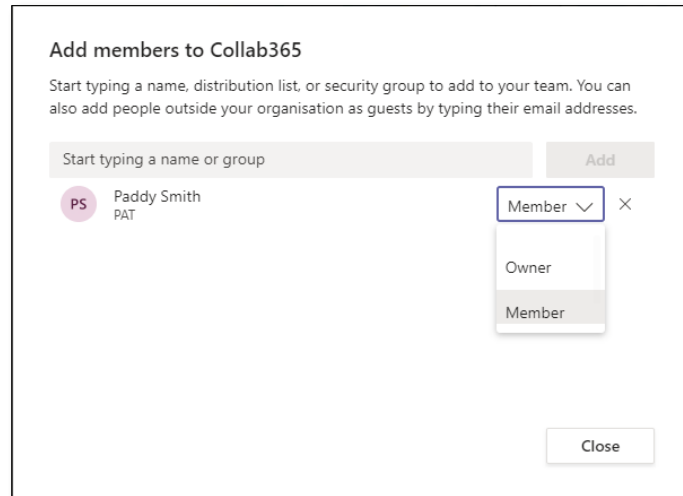 Add members to Collab365
Start typing a name, distribution list, or security group to add to your team. You can
also add people outside your organisation as guests by typing their email addresses.
Start typing a name or group
Add
PS
Paddy Smith
PAT
Member
Owner
Member
Close